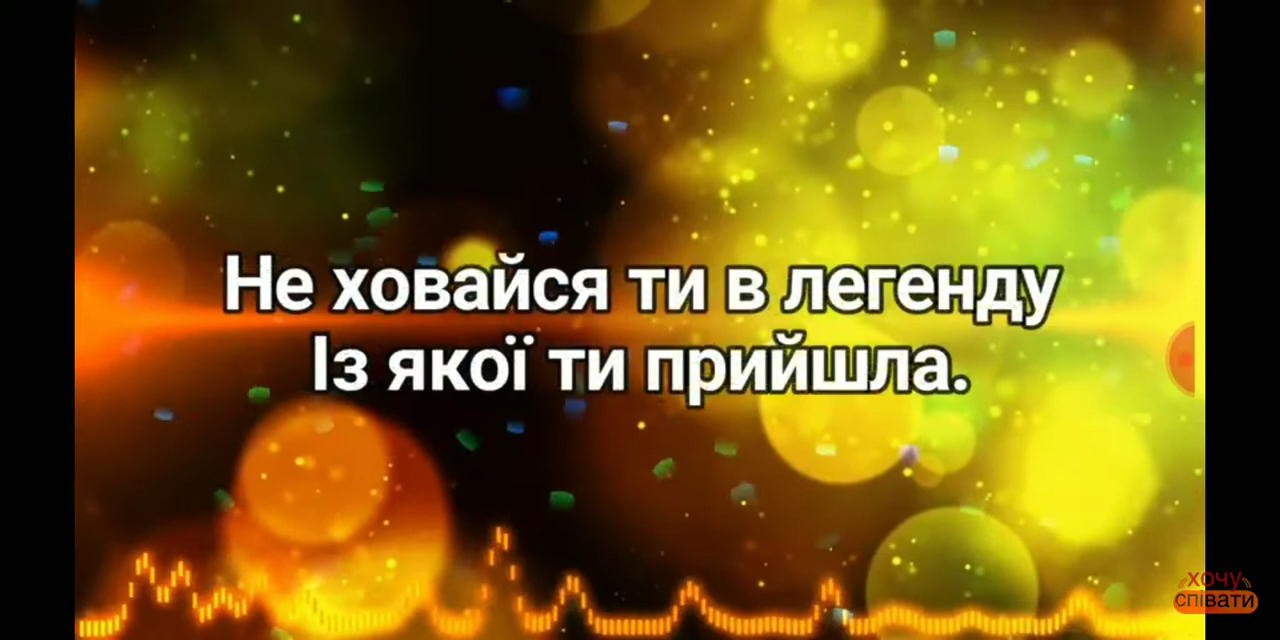 Не ховайся ти в легенду
Із якої ти прийшла.
хочу
співати